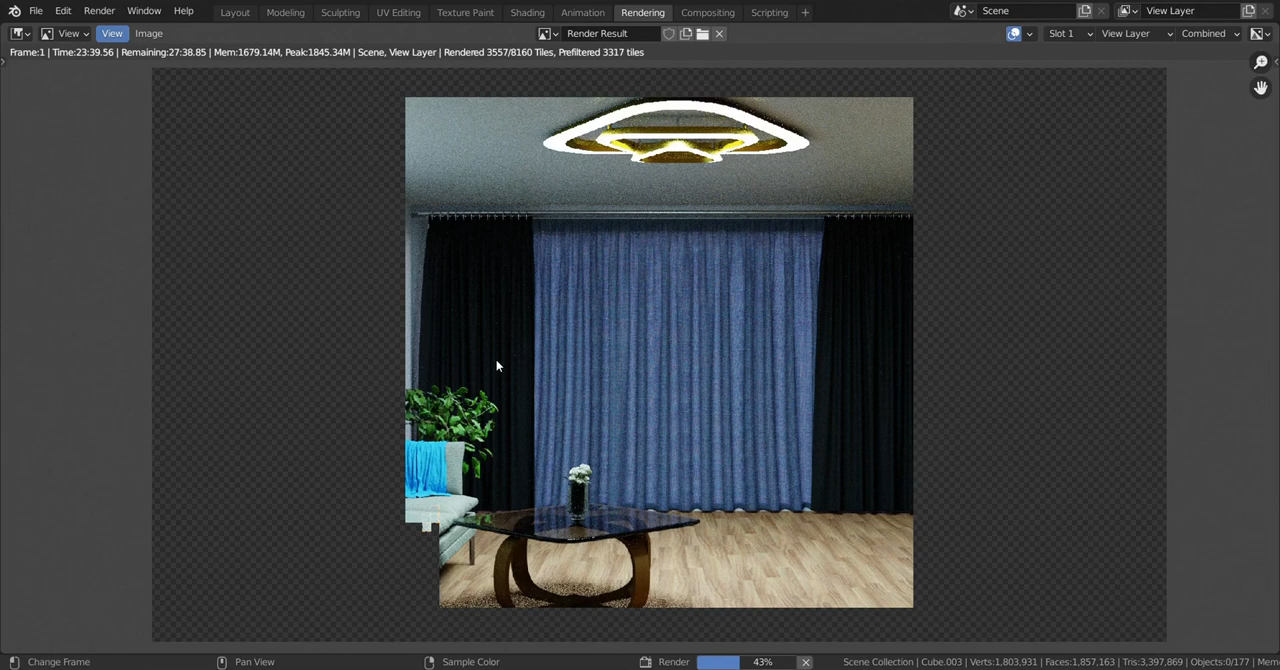 File Edit Render Window Help Layout Modeling Sculpting UV Editing Texture Paint Shading Animation Rendering Compositing Scripting + Scene View Layer
View View Image Render Result Slot 1 View Layer Combined
Frame:1 | Time:23:39.56 | Remaining:27:38.85 | Mem:1679.14M, Peak:1845.34M | Scene, View Layer | Rendered 3557/8160 Tiles, Prefiltered 3317 tiles
Change Frame Pan View Sample Color Render 43% Scene Collection | Cube.003 | Verts:1,803,931 | Faces:1,857,163 | Tris:3,397,869 | Objects:0/177 | Mem